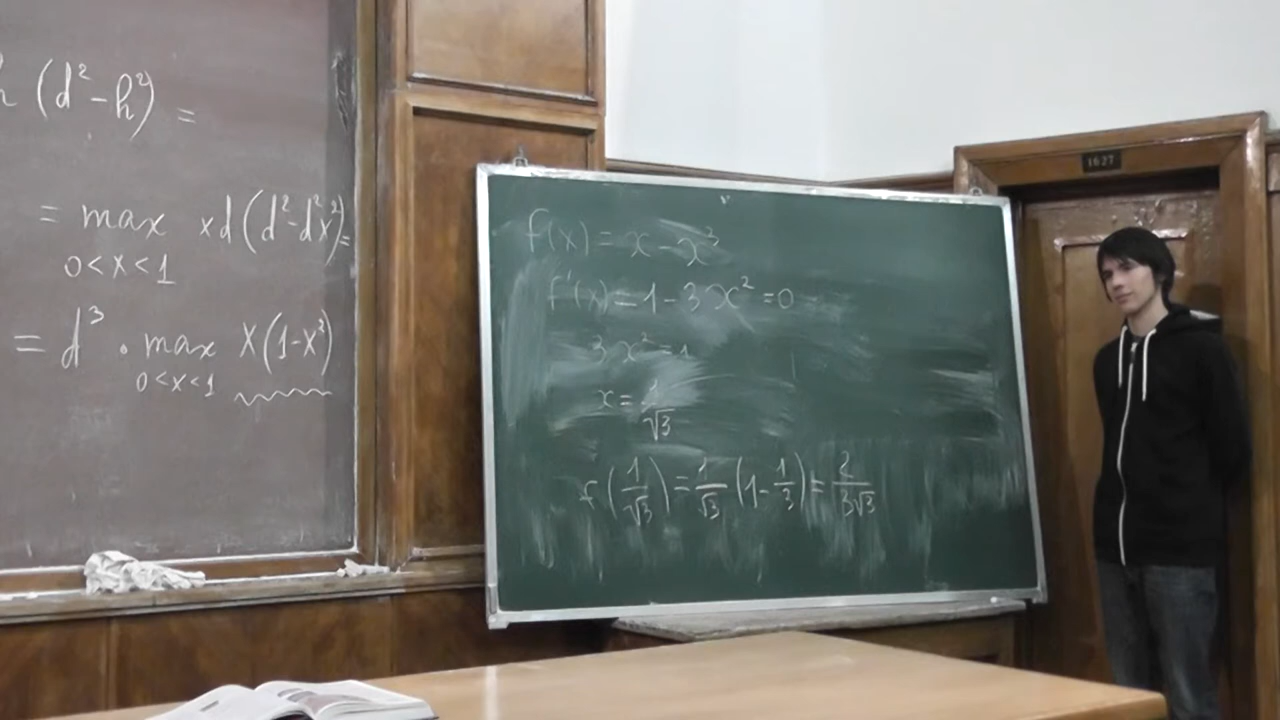 h (d² - h²) =
= max xd(d² - d²x²) =
0 < x < 1
= d³ · max x(1-x²)
0 < x < 1
f(x) = x - x³
f'(x) = 1 - 3x² = 0
3x² = 1
x = 1/√3
f(1/√3) = 1/√3 (1 - 1/3) = 2/3√3
1627